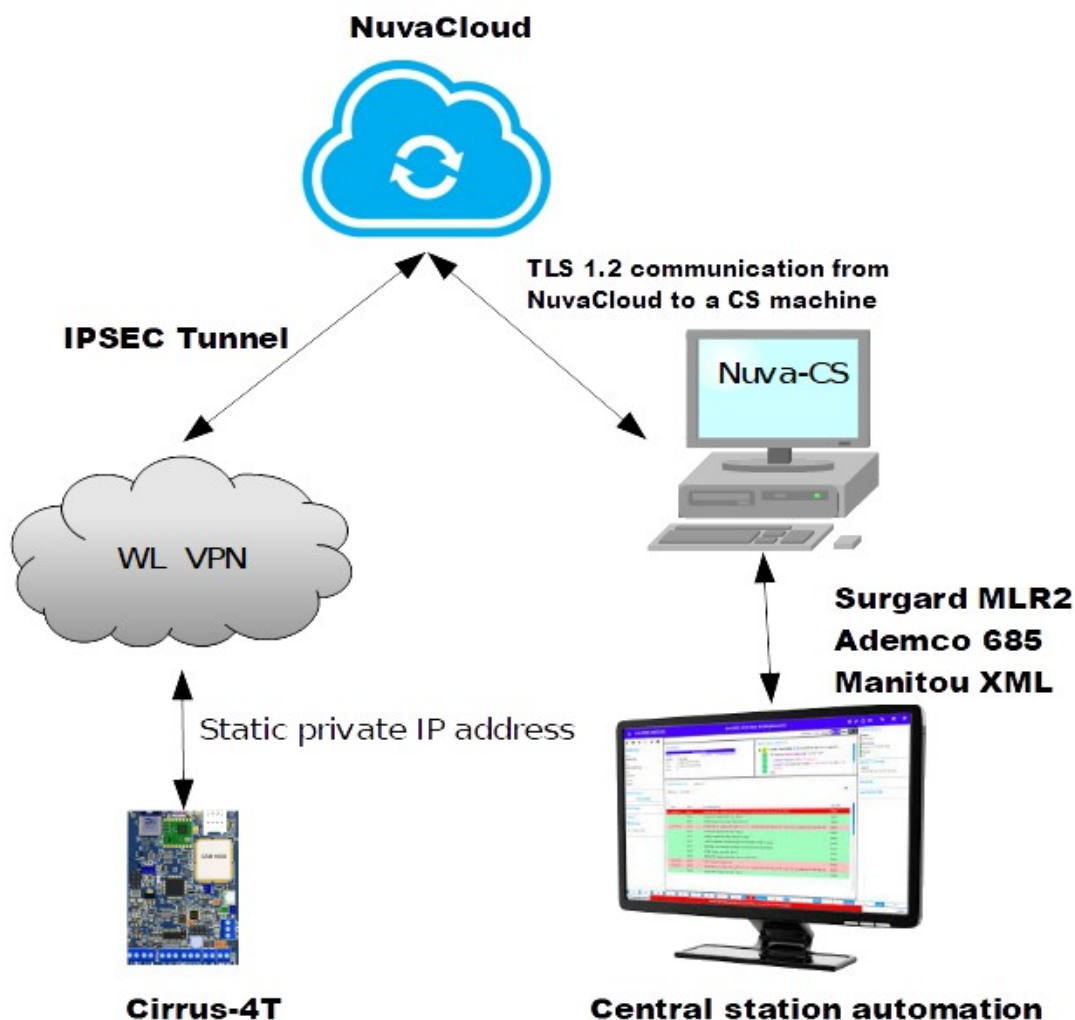 NuvaCloud
TLS 1.2 communication from
NuvaCloud to a CS machine
IPSEC Tunnel
Nuva-CS
WL VPN
Surgard MLR2
Ademco 685
Manitou XML
Static private IP address
Cirrus-4T
Central station automation